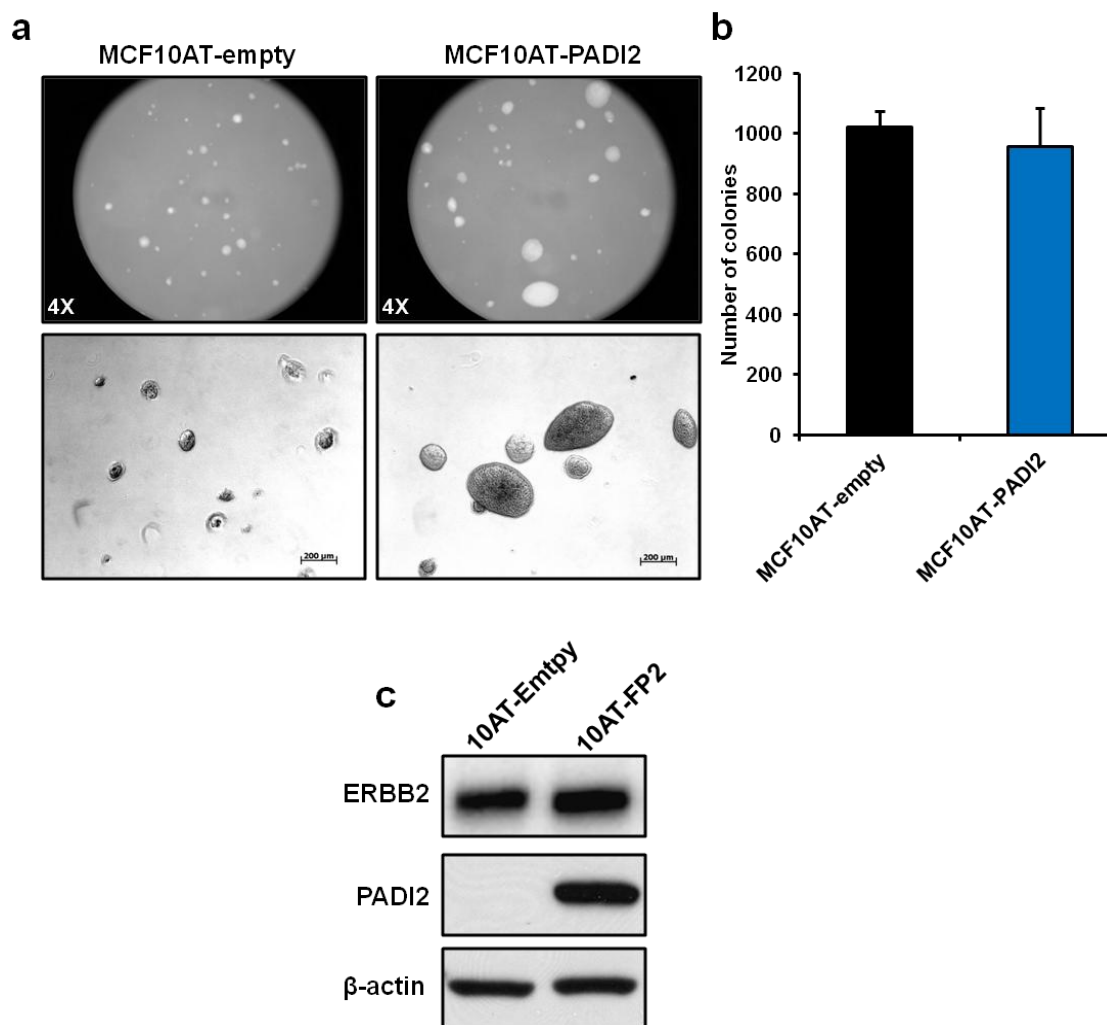 a
MCF10AT-empty
MCF10AT-PADI2
4X
4X
200 µm
200 µm
b
1200
1000
800
600
400
200
0
Number of colonies
MCF10AT-empty
MCF10AT-PADI2
c
10AT-Emtpy
10AT-FP2
ERBB2
PADI2
β-actin